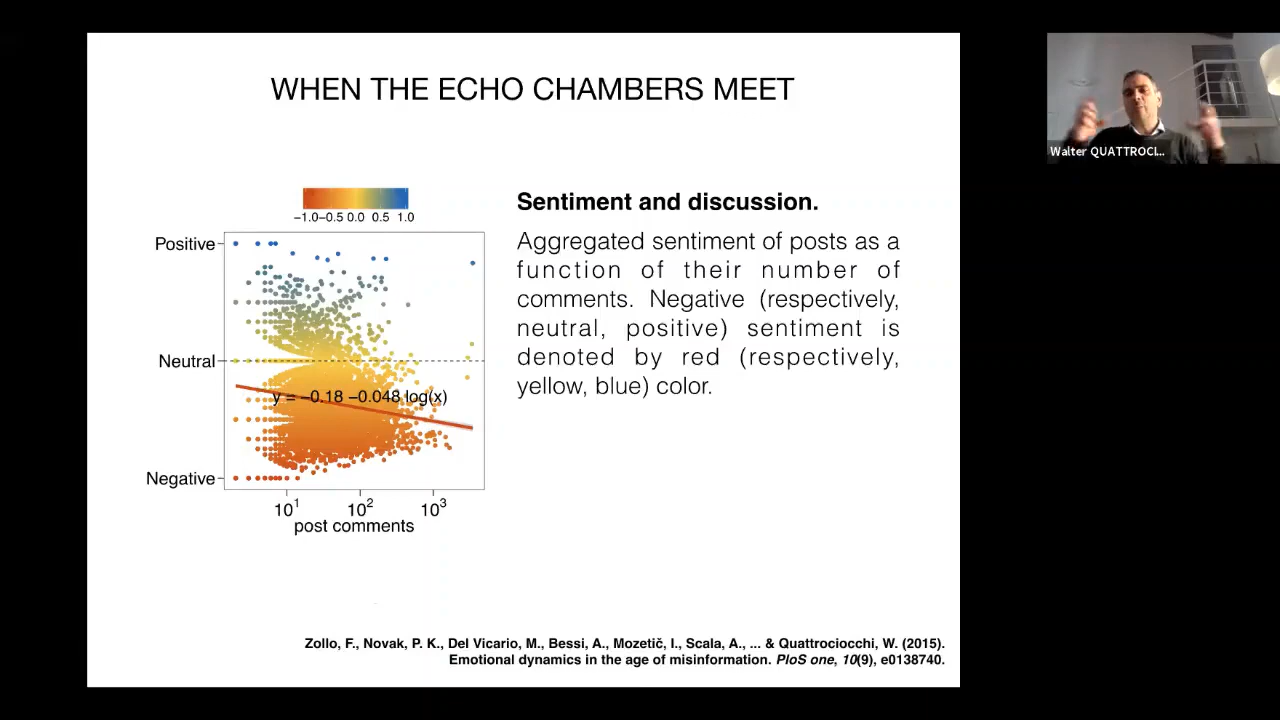 WHEN THE ECHO CHAMBERS MEET
Walter QUATTROCI...
−1.0−0.5 0.0 0.5 1.0
Positive
Neutral
Negative
y = −0.18 −0.048 log(x)
10¹ 10² 10³
post comments
Sentiment and discussion.
Aggregated sentiment of posts as a
function of their number of
comments. Negative (respectively,
neutral, positive) sentiment is
denoted by red (respectively,
yellow, blue) color.
Zollo, F., Novak, P. K., Del Vicario, M., Bessi, A., Mozetič, I., Scala, A., ... & Quattrociocchi, W. (2015).
Emotional dynamics in the age of misinformation. PloS one, 10(9), e0138740.